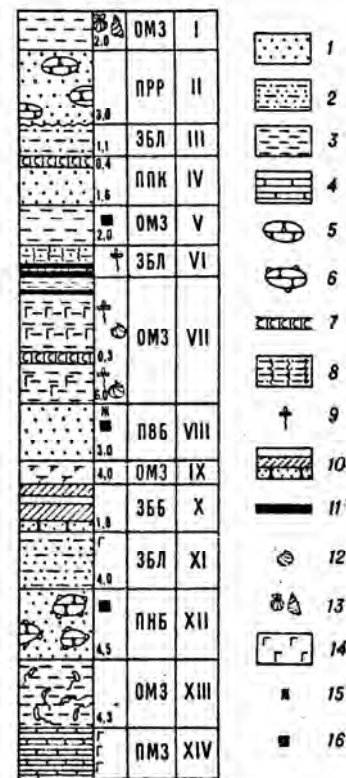 2,0 ОМЗ I
ПРР II
3,0
1,1 ЗБЛ III
0,4
1,6 ППК IV
2,0 ОМЗ V
ЗБЛ VI
ОМЗ VII
0,3
6,0
3,0 ПВБ VIII
4,0 ОМЗ IX
1,8 ЗББ X
Г
4,0 ЗБЛ XI
ПНБ XII
4,5
ОМЗ XIII
4,3
Г
Г
Г
ПМЗ XIV
1
2
3
4
5
6
7
8
9
10
11
12
13
14
15
16